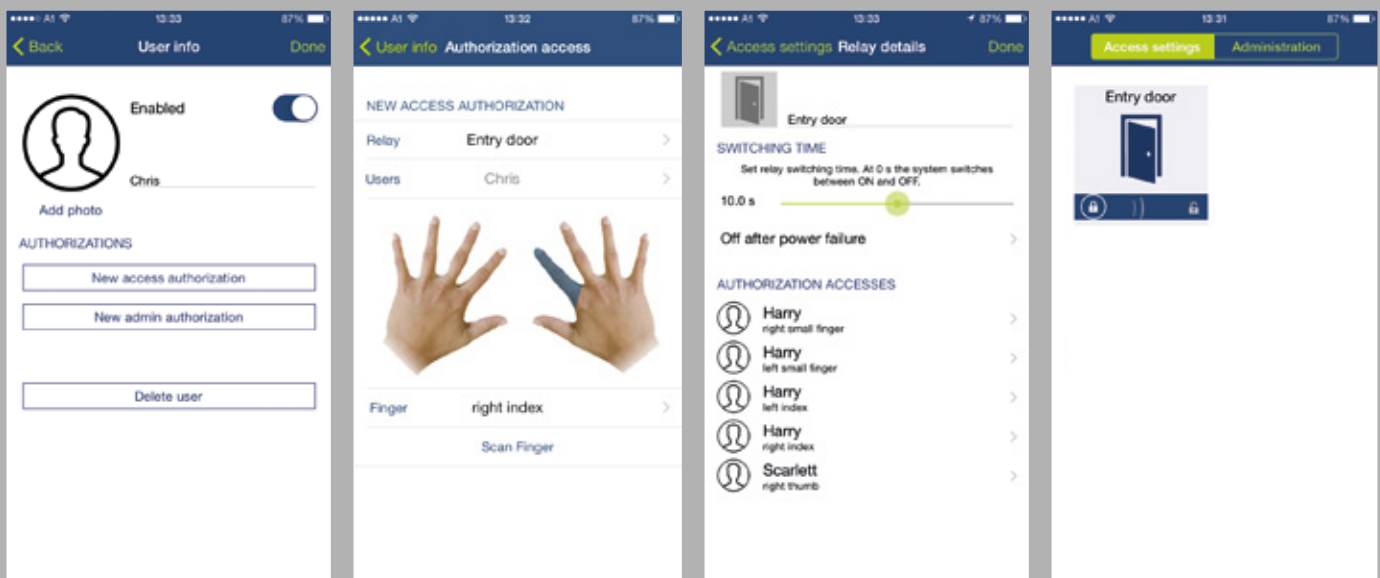 A1 13:33 87%
Back User info Done
Enabled
Chris
Add photo
AUTHORIZATIONS
New access authorization
New admin authorization
Delete user
A1 13:32 87%
User info Authorization access
NEW ACCESS AUTHORIZATION
Relay Entry door
Users Chris
Finger right index
Scan Finger
A1 13:33 87%
Access settings Relay details Done
Entry door
SWITCHING TIME
Set relay switching time. At 0 s the system switches
between ON and OFF.
10.0 s
Off after power failure
AUTHORIZATION ACCESSES
Harry
right small finger
Harry
left small finger
Harry
left index
Harry
right index
Scarlett
right thumb
A1 13:31 87%
Access settings Administration
Entry door